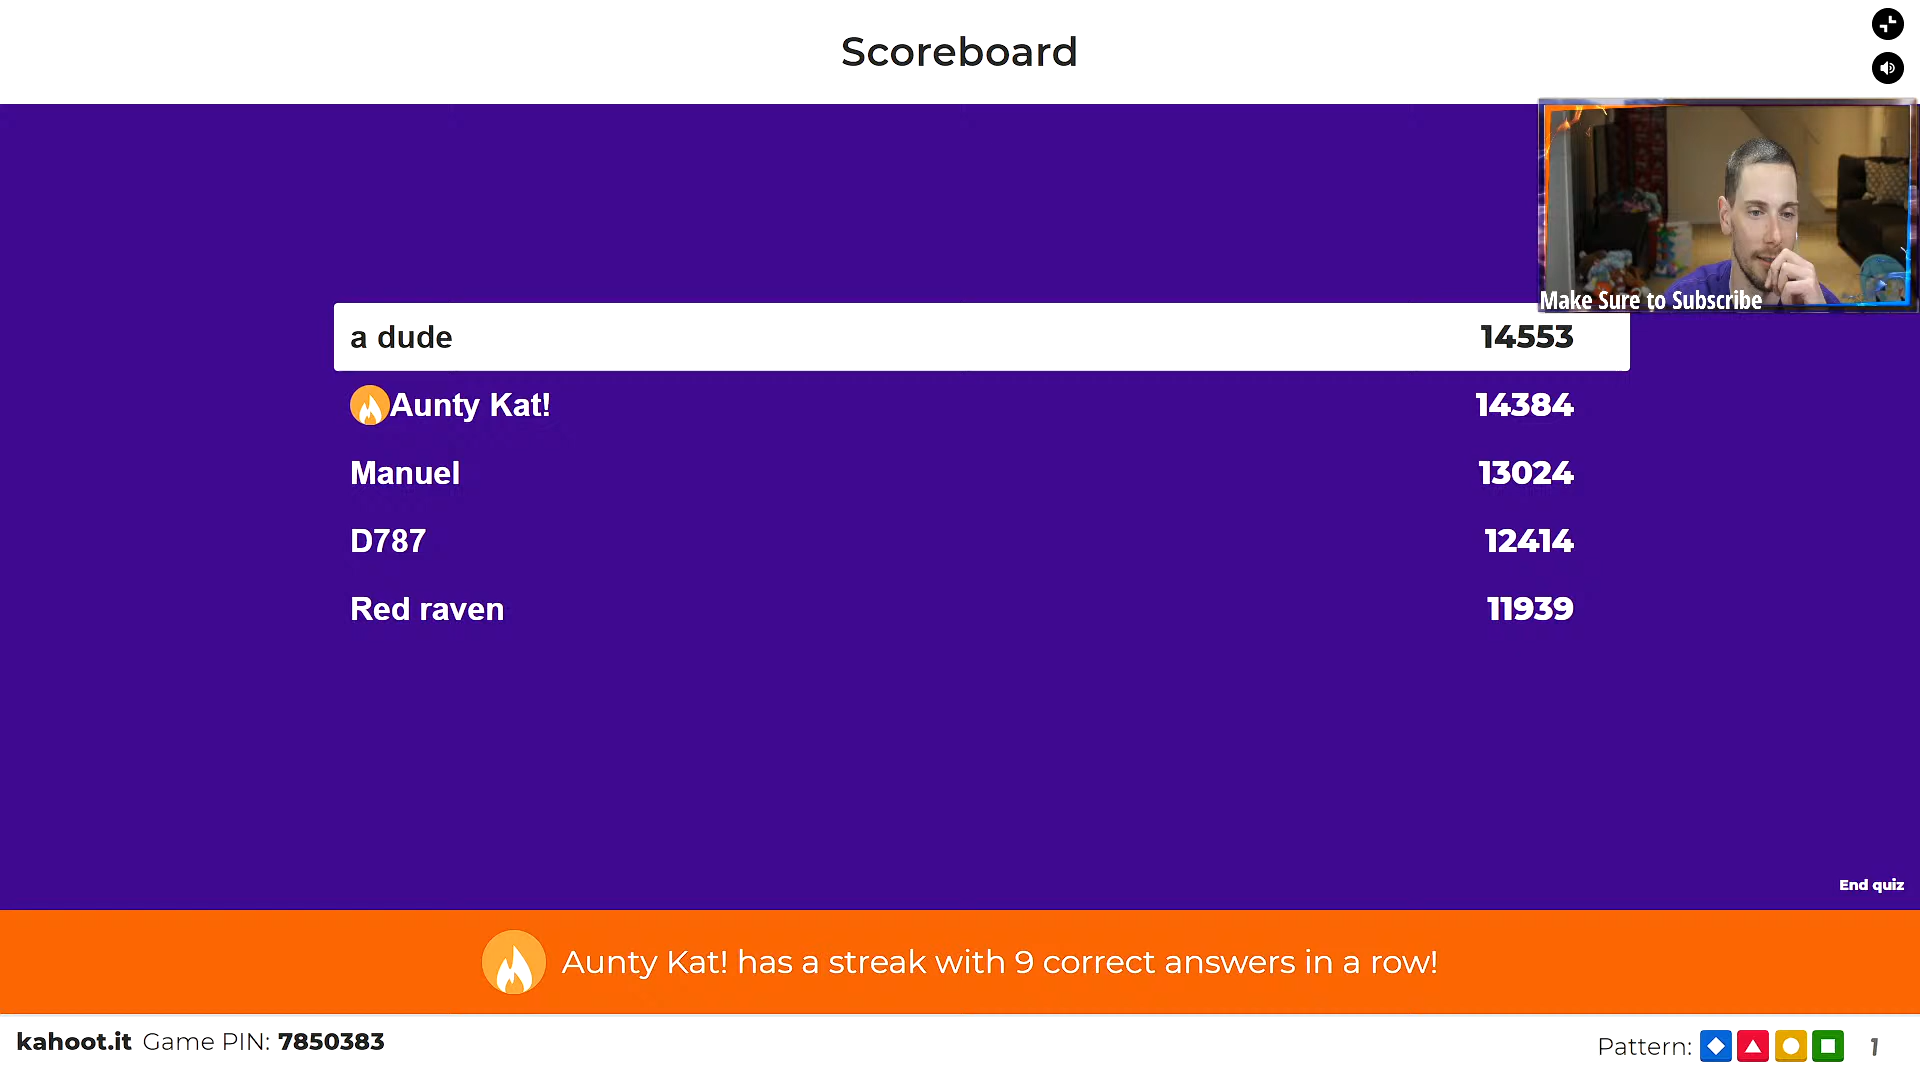 Scoreboard
Make Sure to Subscribe
a dude 14553
Aunty Kat! 14384
Manuel 13024
D787 12414
Red raven 11939
End quiz
Aunty Kat! has a streak with 9 correct answers in a row!
kahoot.it Game PIN: 7850383
Pattern: 1